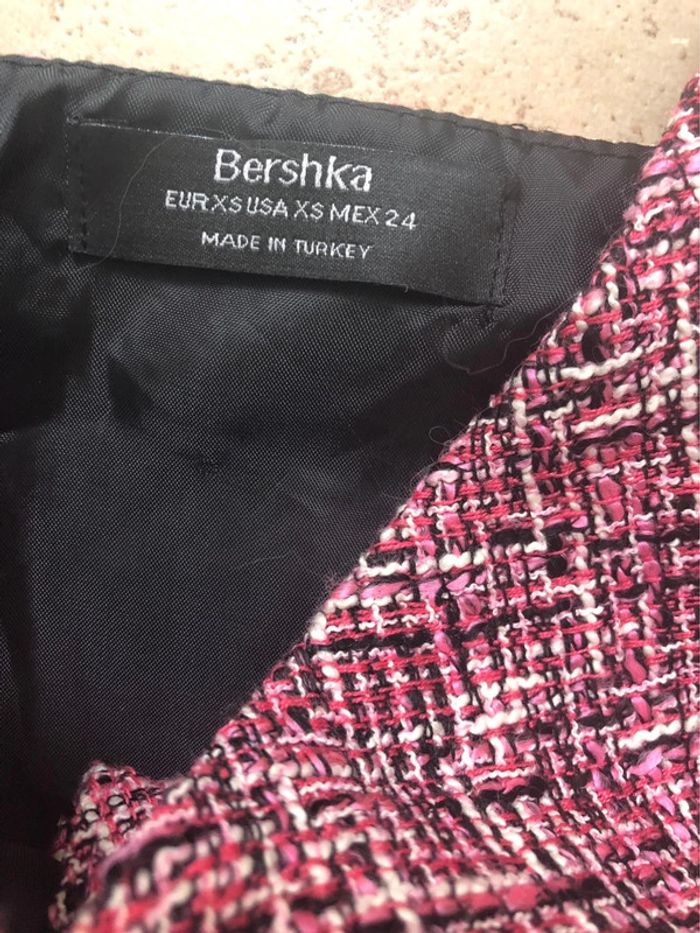 Bershka
EUR XS USA XS MEX 24
MADE IN TURKEY